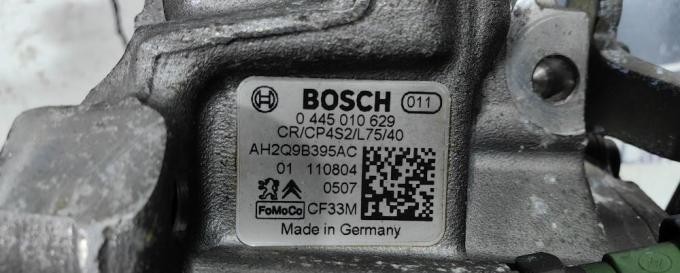 BOSCH 011
0 445 010 629
CR/CP4S2/L75/40
AH2Q9B395AC
01 110804
0507
FoMoCo CF33M
Made in Germany